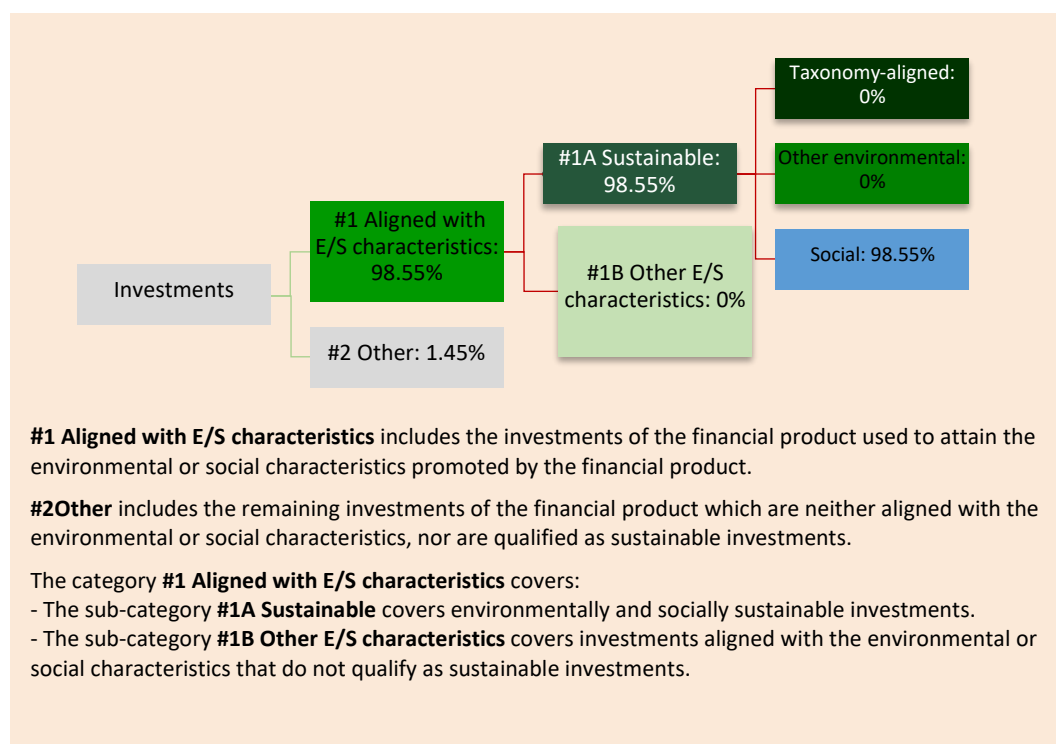 Taxonomy-aligned:
0%
#1A Sustainable:
98.55%
Other environmental:
0%
#1 Aligned with
E/S characteristics:
98.55%
Social: 98.55%
Investments
#1B Other E/S
characteristics: 0%
#2 Other: 1.45%
#1 Aligned with E/S characteristics includes the investments of the financial product used to attain the
environmental or social characteristics promoted by the financial product.
#2Other includes the remaining investments of the financial product which are neither aligned with the
environmental or social characteristics, nor are qualified as sustainable investments.
The category #1 Aligned with E/S characteristics covers:
- The sub-category #1A Sustainable covers environmentally and socially sustainable investments.
- The sub-category #1B Other E/S characteristics covers investments aligned with the environmental or
social characteristics that do not qualify as sustainable investments.